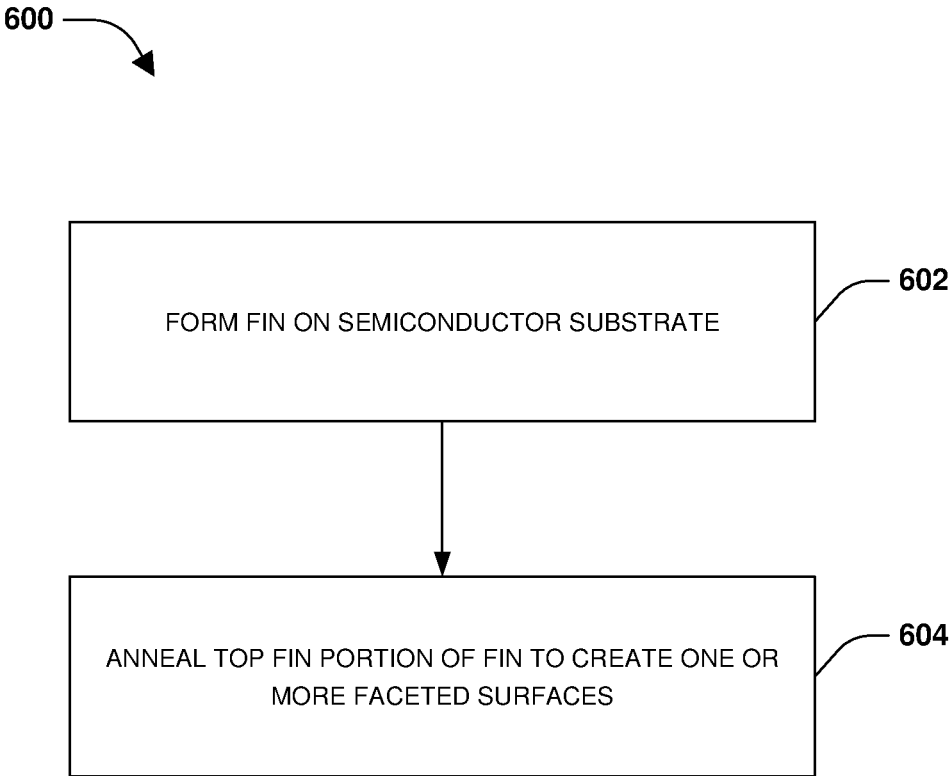 600
FORM FIN ON SEMICONDUCTOR SUBSTRATE
602
ANNEAL TOP FIN PORTION OF FIN TO CREATE ONE OR
MORE FACETED SURFACES
604